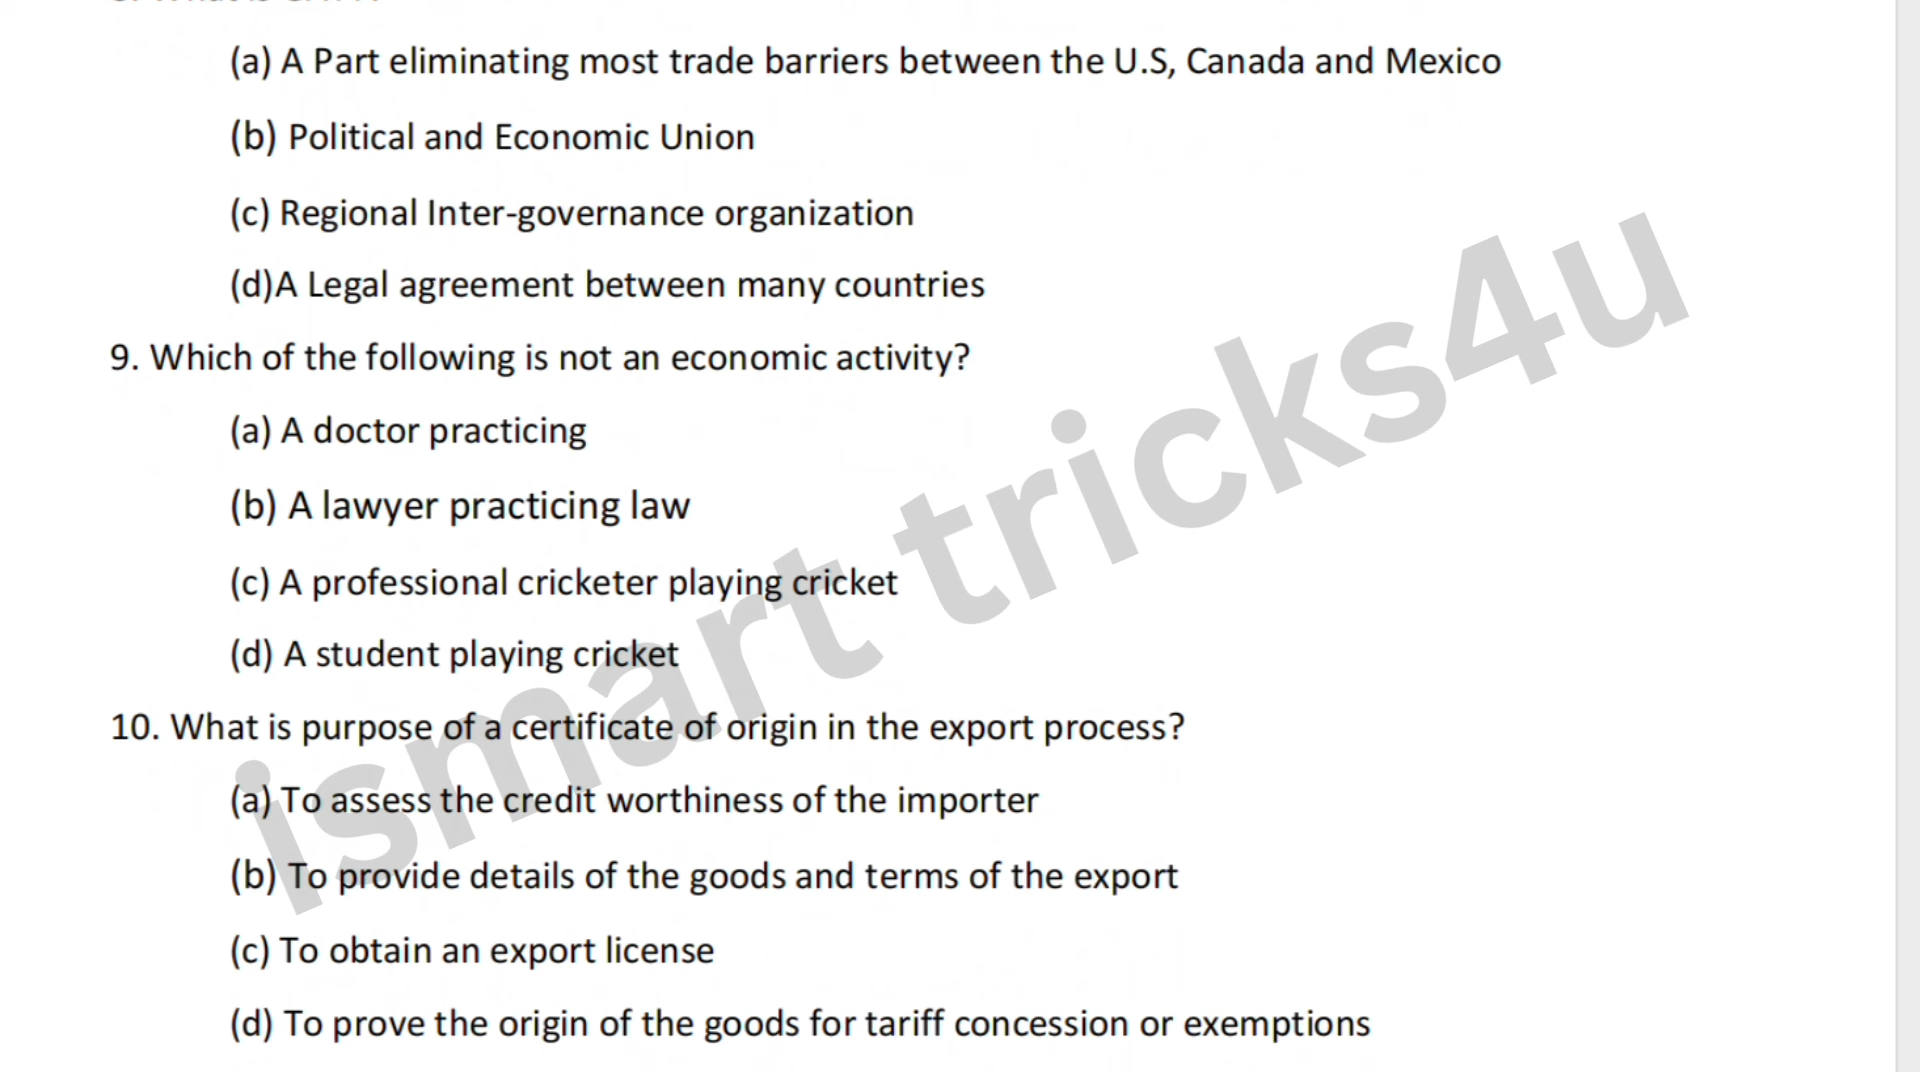 (a) A Part eliminating most trade barriers between the U.S, Canada and Mexico
(b) Political and Economic Union
(c) Regional Inter-governance organization
(d)A Legal agreement between many countries
9. Which of the following is not an economic activity?
(a) A doctor practicing
(b) A lawyer practicing law
(c) A professional cricketer playing cricket
(d) A student playing cricket
10. What is purpose of a certificate of origin in the export process?
(a) To assess the credit worthiness of the importer
(b) To provide details of the goods and terms of the export
(c) To obtain an export license
(d) To prove the origin of the goods for tariff concession or exemptions
ismart tricks4u